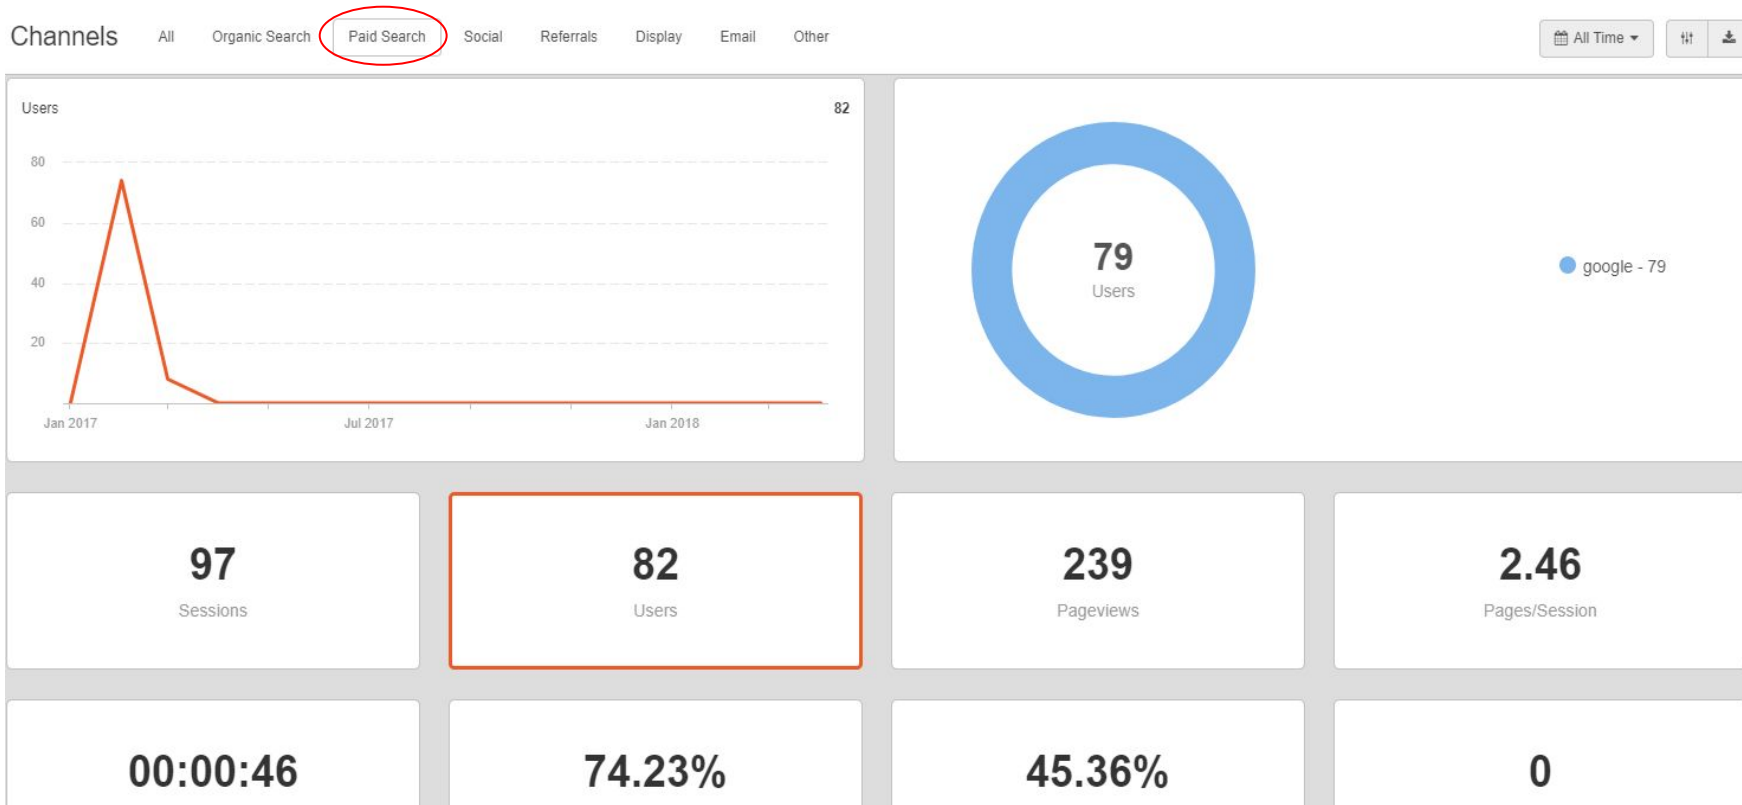 Channels All Organic Search Paid Search Social Referrals Display Email Other All Time
Users 82
80
60
40
20
Jan 2017 Jul 2017 Jan 2018
79
Users
google - 79
97
Sessions
82
Users
239
Pageviews
2.46
Pages/Session
00:00:46
74.23%
45.36%
0